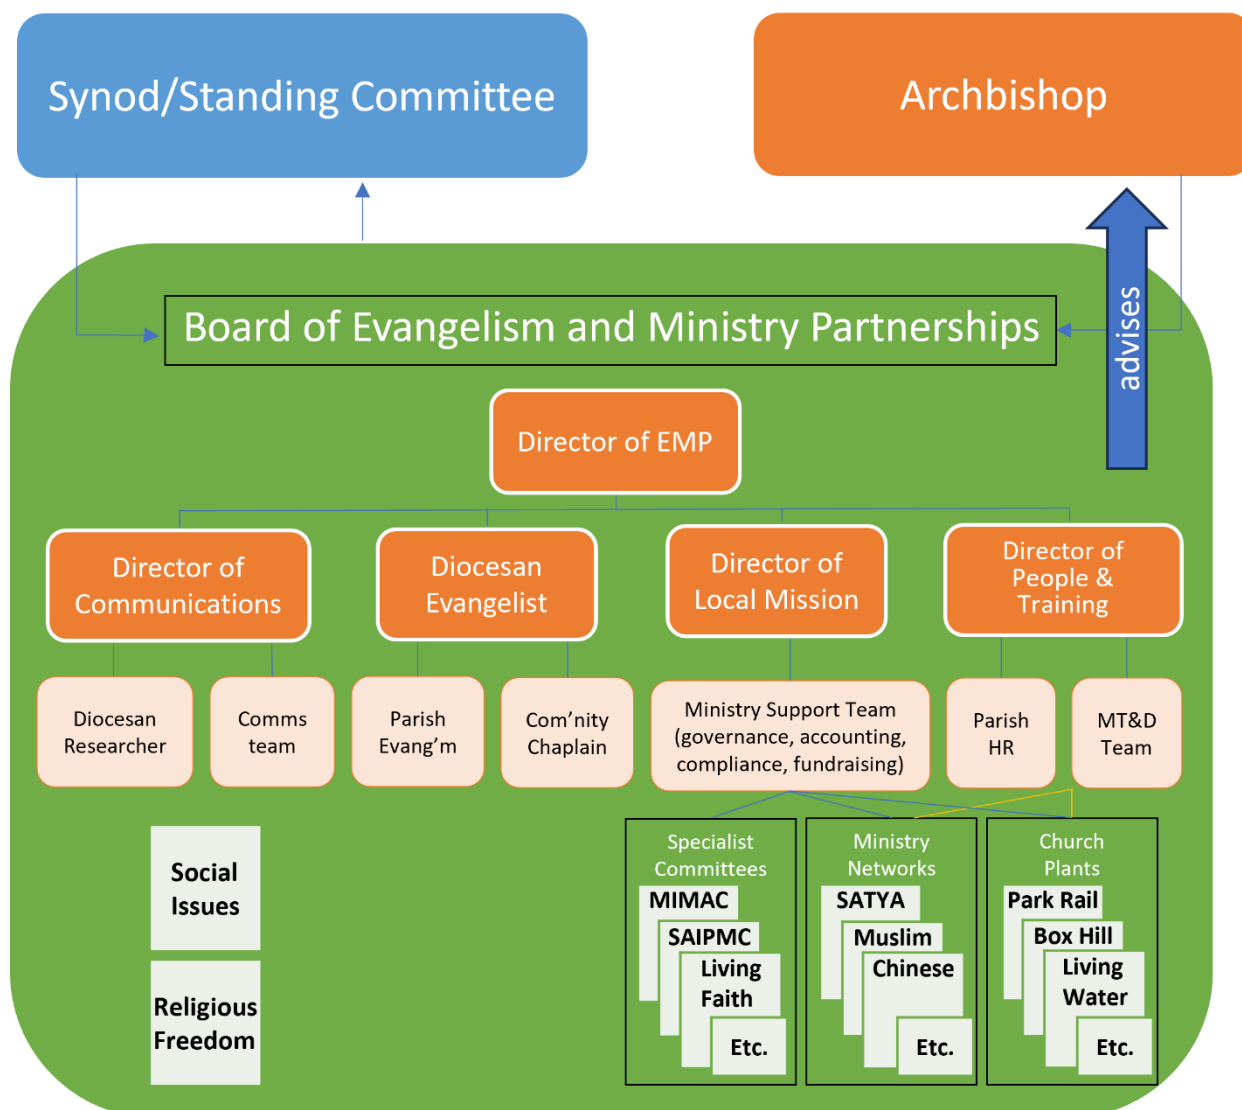 Synod/Standing Committee
Archbishop
advises
Board of Evangelism and Ministry Partnerships
Director of EMP
Director of
Communications
Diocesan
Evangelist
Director of
Local Mission
Director of
People &
Training
Diocesan
Researcher
Comms
team
Parish
Evang'm
Com'nity
Chaplain
Ministry Support Team
(governance, accounting,
compliance, fundraising)
Parish
HR
MT&D
Team
Social
Issues
Religious
Freedom
Specialist
Committees
MIMAC
SAIPMC
Living
Faith
Etc.
Ministry
Networks
SATYA
Muslim
Chinese
Etc.
Church
Plants
Park Rail
Box Hill
Living
Water
Etc.